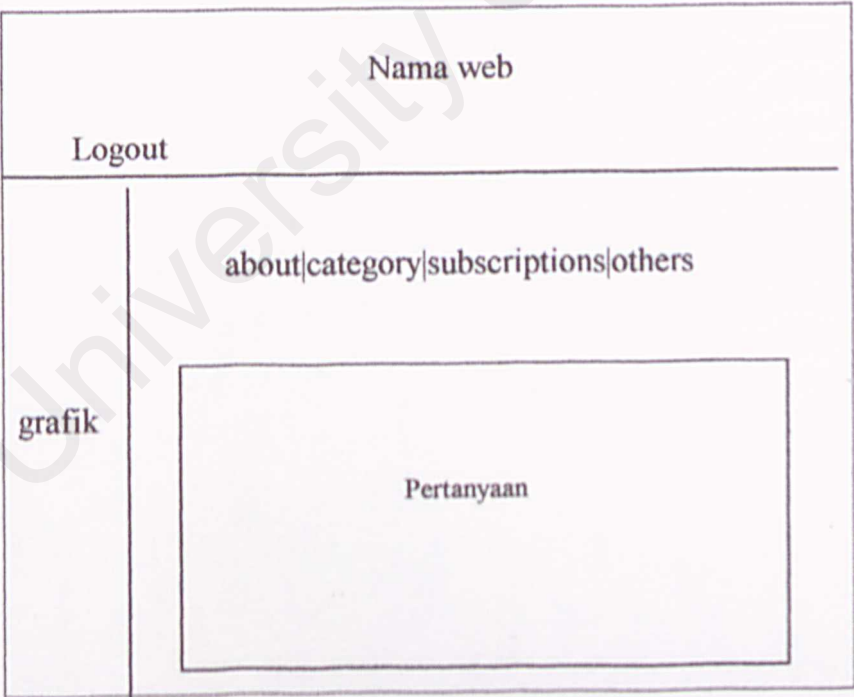 Nama web
Logout
about|category|subscriptions|others
grafik
Pertanyaan
University